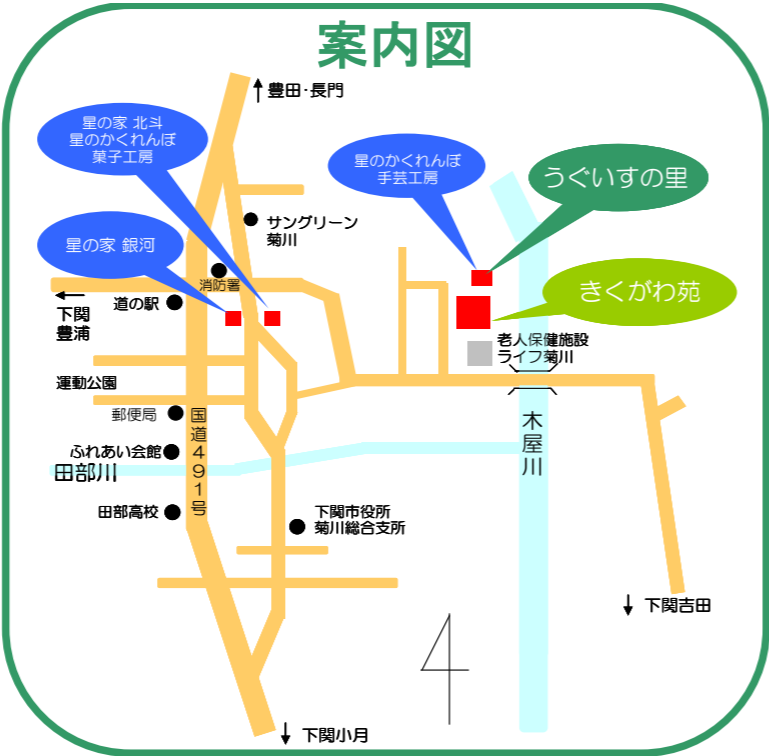 案内図
豊田・長門
星の家 北斗
星のかくれんぼ
菓子工房
星のかくれんぼ
手芸工房
うぐいすの里
サングリーン
菊川
星の家 銀河
消防署
道の駅
下関
豊浦
きくがわ苑
老人保健施設
ライフ菊川
運動公園
郵便局
国道491号
木屋川
ふれあい会館
田部川
田部高校
下関市役所
菊川総合支所
下関吉田
下関小月